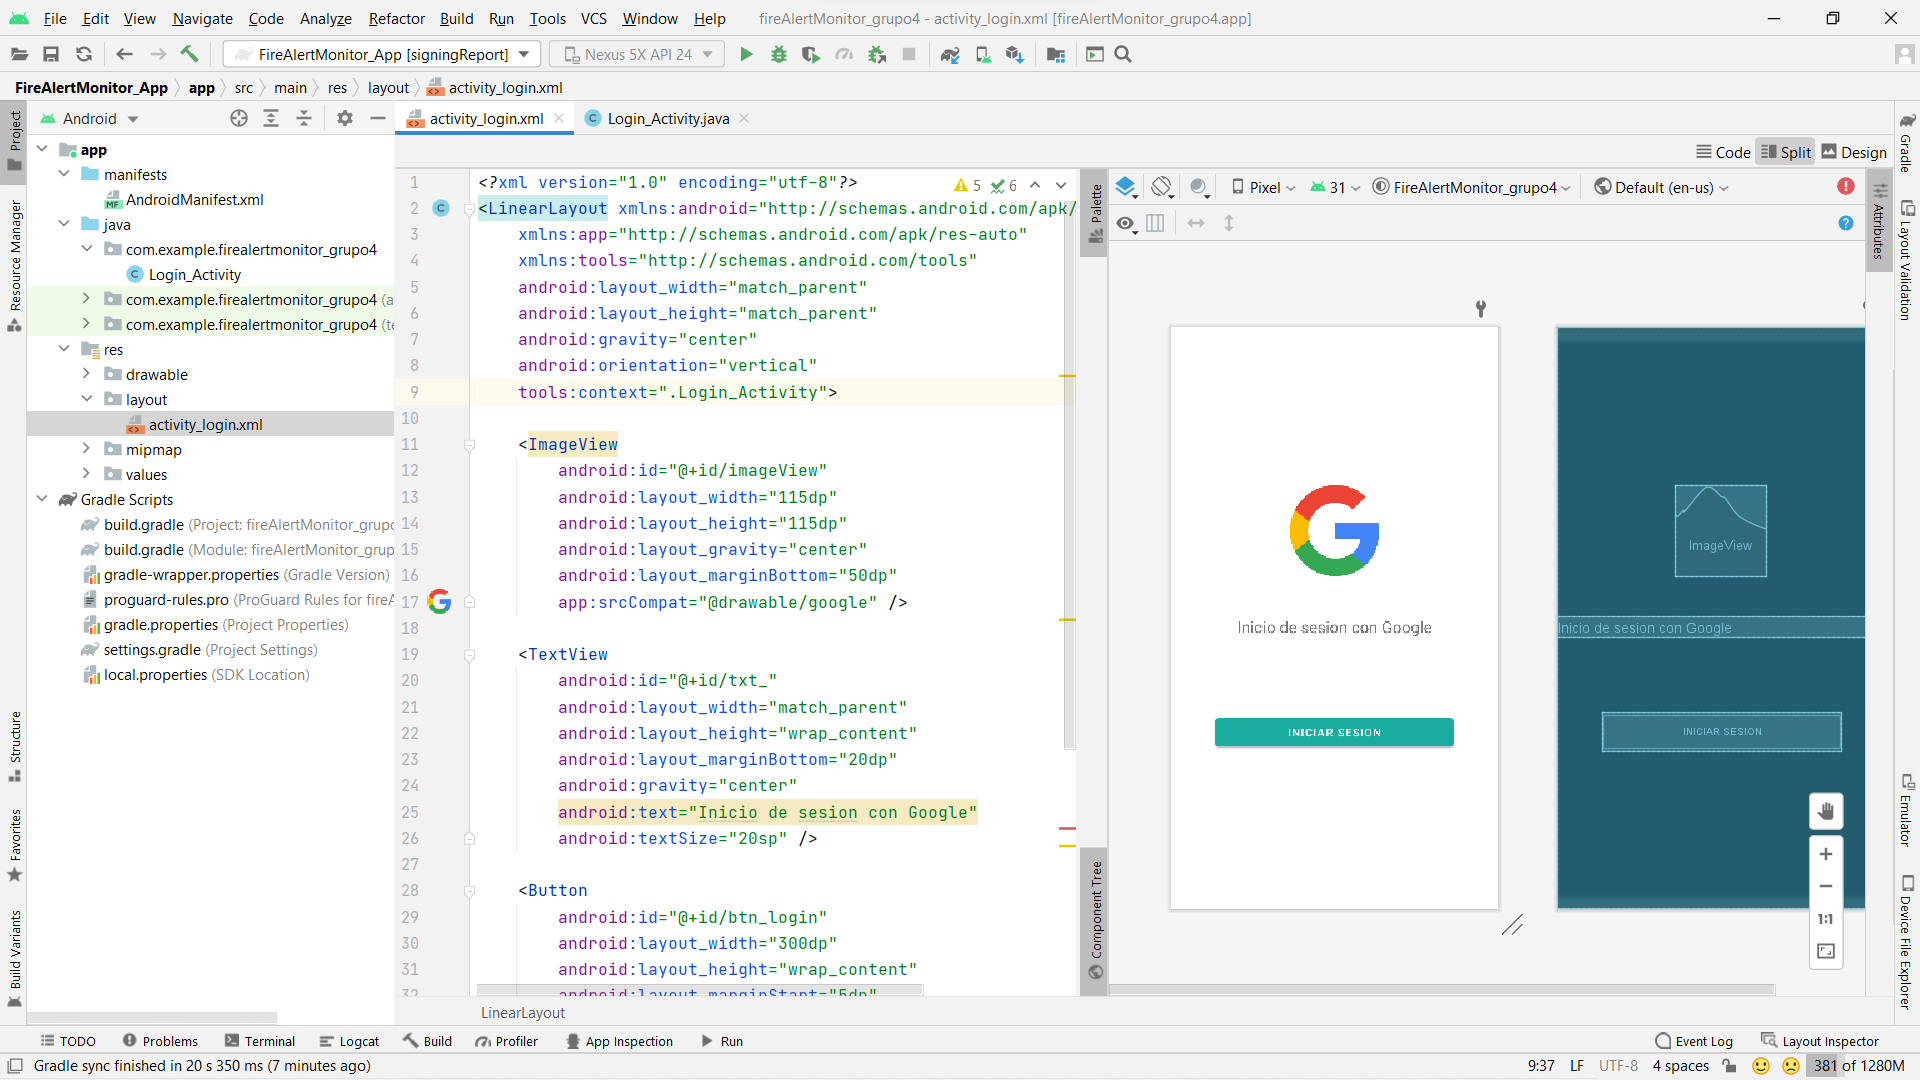 File Edit View Navigate Code Analyze Refactor Build Run Tools VCS Window Help fireAlertMonitor_grupo4 - activity_login.xml [fireAlertMonitor_grupo4.app]
FireAlertMonitor_App [signingReport] Nexus 5X API 24
FireAlertMonitor_App app src main res layout activity_login.xml
Android activity_login.xml Login_Activity.java
Code Split Design
Project
Resource Manager
Structure
Favorites
Build Variants
app
manifests
AndroidManifest.xml
java
com.example.firealertmonitor_grupo4
Login_Activity
com.example.firealertmonitor_grupo4 (a
com.example.firealertmonitor_grupo4 (te
res
drawable
layout
activity_login.xml
mipmap
values
Gradle Scripts
build.gradle (Project: fireAlertMonitor_grupo
build.gradle (Module: fireAlertMonitor_grup
gradle-wrapper.properties (Gradle Version)
proguard-rules.pro (ProGuard Rules for fireA
gradle.properties (Project Properties)
settings.gradle (Project Settings)
local.properties (SDK Location)
5 6
1 <?xml version="1.0" encoding="utf-8"?>
2 <LinearLayout xmlns:android="http://schemas.android.com/apk/
3 xmlns:app="http://schemas.android.com/apk/res-auto"
4 xmlns:tools="http://schemas.android.com/tools"
5 android:layout_width="match_parent"
6 android:layout_height="match_parent"
7 android:gravity="center"
8 android:orientation="vertical"
9 tools:context=".Login_Activity">
10
11 <ImageView
12 android:id="@+id/imageView"
13 android:layout_width="115dp"
14 android:layout_height="115dp"
15 android:layout_gravity="center"
16 android:layout_marginBottom="50dp"
17 app:srcCompat="@drawable/google" />
18
19 <TextView
20 android:id="@+id/txt_"
21 android:layout_width="match_parent"
22 android:layout_height="wrap_content"
23 android:layout_marginBottom="20dp"
24 android:gravity="center"
25 android:text="Inicio de sesion con Google"
26 android:textSize="20sp" />
27
28 <Button
29 android:id="@+id/btn_login"
30 android:layout_width="300dp"
31 android:layout_height="wrap_content"
32 android:layout_marginStart="5dp"
LinearLayout
Palette
Component Tree
Pixel 31 FireAlertMonitor_grupo4 Default (en-us)
Inicio de sesion con Google
INICIAR SESION
ImageView
Inicio de sesion con Google
INICIAR SESION
1:1
Attributes
Gradle
Layout Validation
Emulator
Device File Explorer
TODO Problems Terminal Logcat Build Profiler App Inspection Run Event Log Layout Inspector
Gradle sync finished in 20 s 350 ms (7 minutes ago) 9:37 LF UTF-8 4 spaces 381 of 1280M